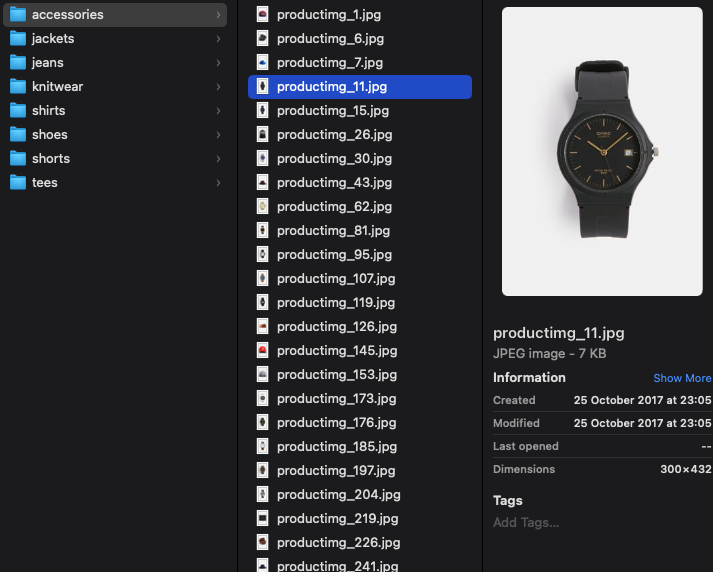 accessories
jackets
jeans
knitwear
shirts
shoes
shorts
tees
productimg_1.jpg
productimg_6.jpg
productimg_7.jpg
productimg_11.jpg
productimg_15.jpg
productimg_26.jpg
productimg_30.jpg
productimg_43.jpg
productimg_62.jpg
productimg_81.jpg
productimg_95.jpg
productimg_107.jpg
productimg_119.jpg
productimg_126.jpg
productimg_145.jpg
productimg_153.jpg
productimg_173.jpg
productimg_176.jpg
productimg_185.jpg
productimg_197.jpg
productimg_204.jpg
productimg_219.jpg
productimg_226.jpg
productimg_241.jpg
CASIO
productimg_11.jpg
JPEG image - 7 KB
Information Show More
Created 25 October 2017 at 23:05
Modified 25 October 2017 at 23:05
Last opened --
Dimensions 300×432
Tags
Add Tags...